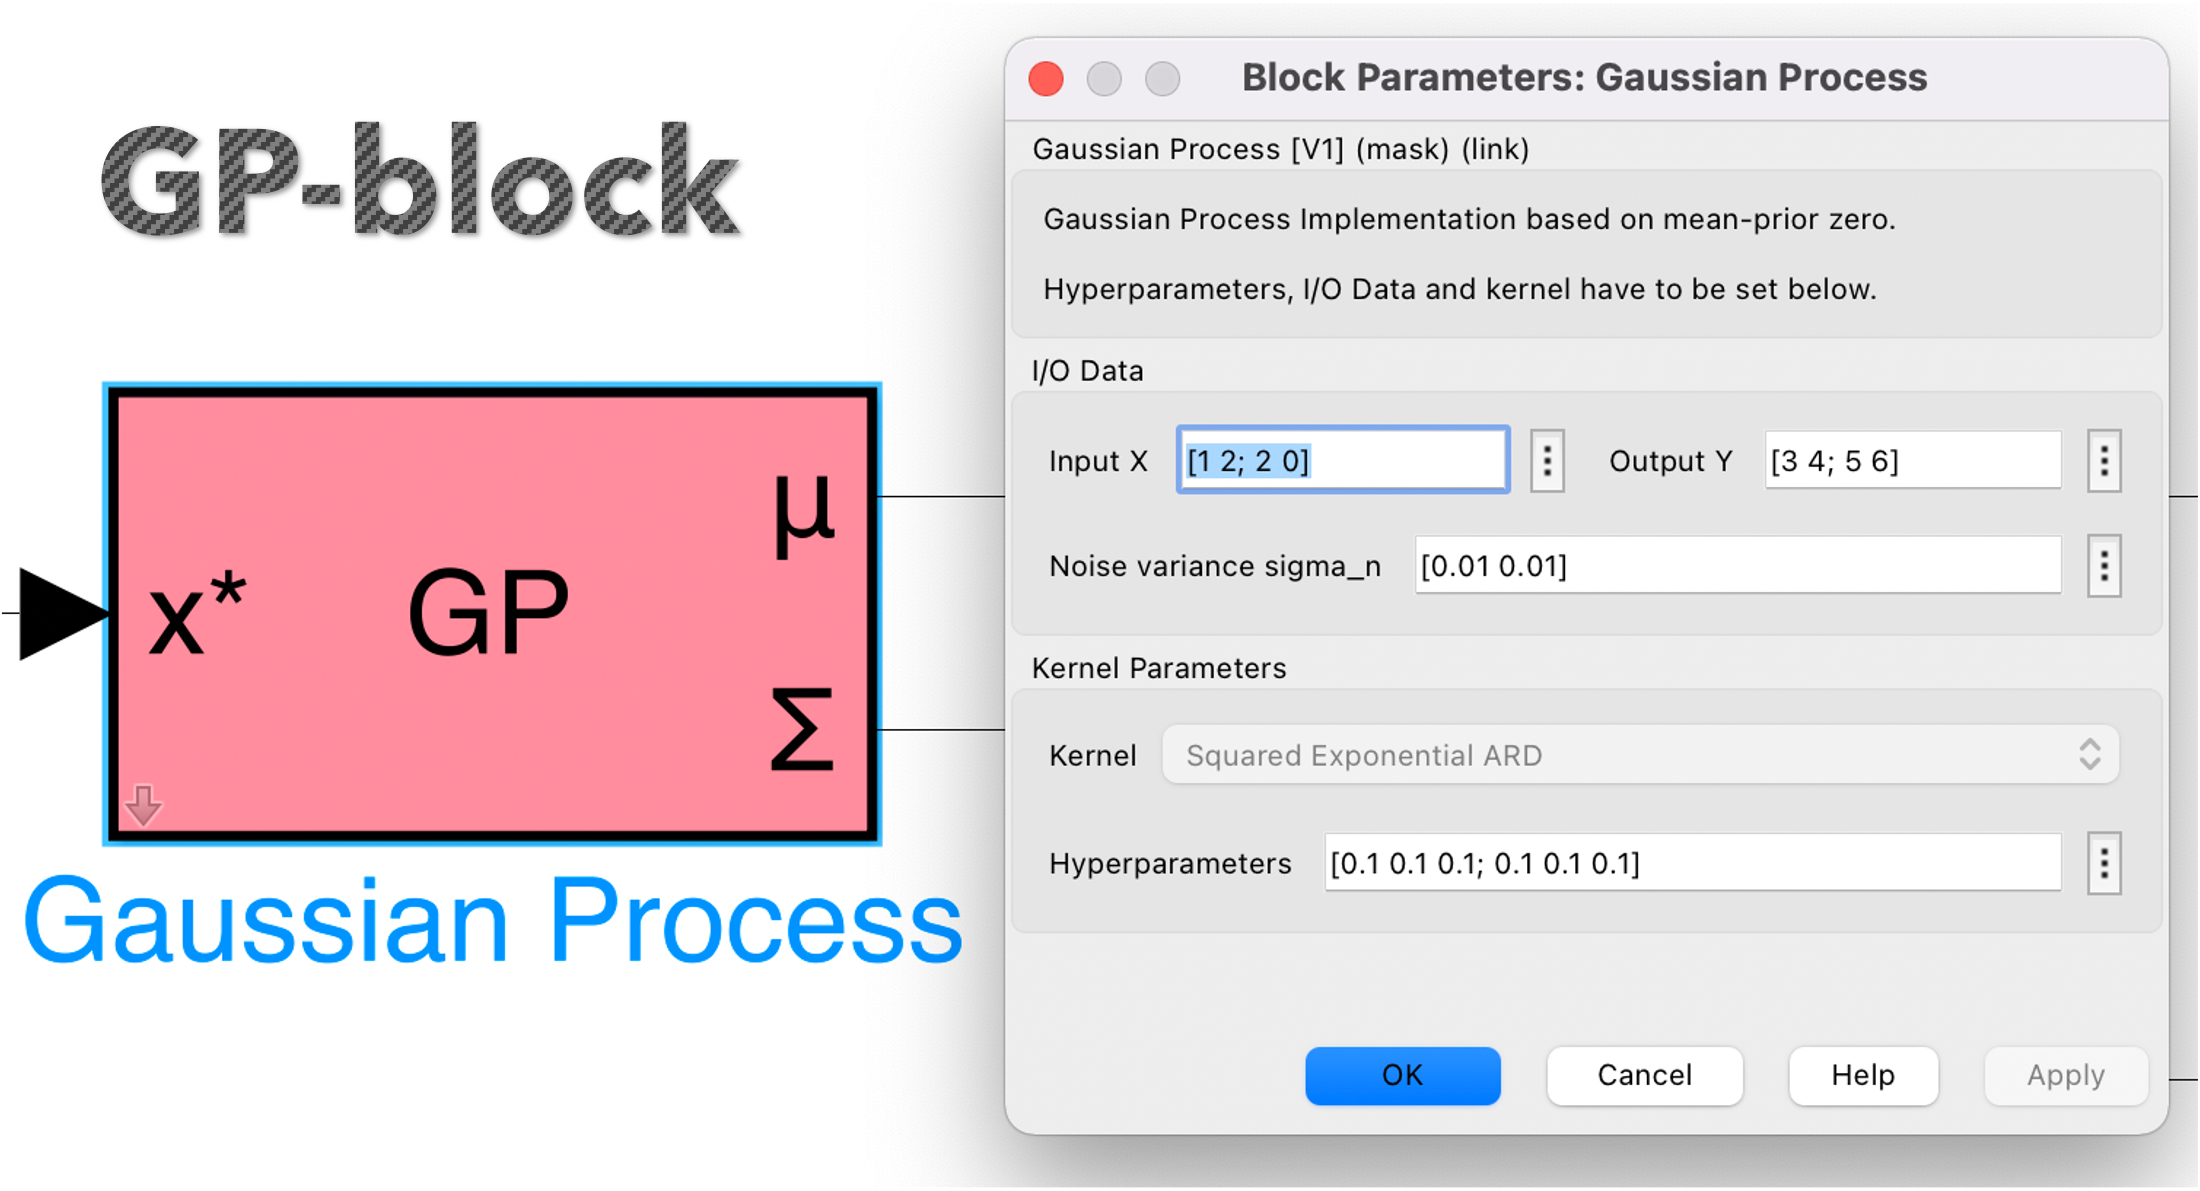 GP-block
x*
GP
µ
Σ
Gaussian Process
Block Parameters: Gaussian Process
Gaussian Process [V1] (mask) (link)
Gaussian Process Implementation based on mean-prior zero.
Hyperparameters, I/O Data and kernel have to be set below.
I/O Data
Input X [1 2; 2 0] Output Y [3 4; 5 6]
Noise variance sigma_n [0.01 0.01]
Kernel Parameters
Kernel Squared Exponential ARD
Hyperparameters [0.1 0.1 0.1; 0.1 0.1 0.1]
OK Cancel Help Apply